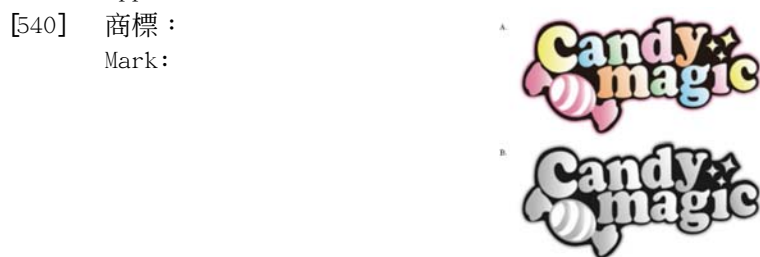 [540] 商標：
Mark:
A.
Candy
magic
B.
Candy
magic